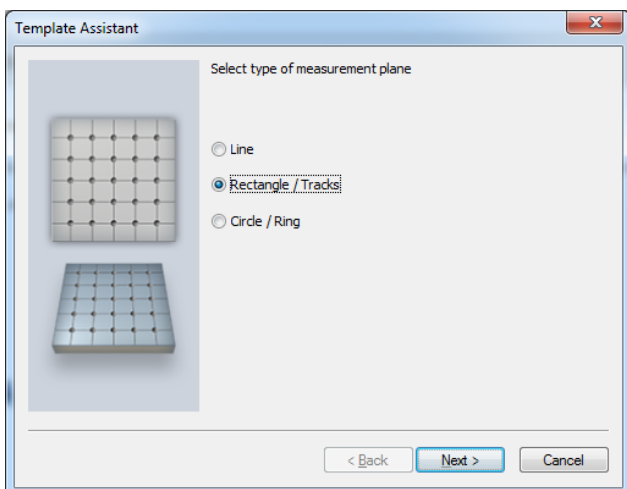 Template Assistant
Select type of measurement plane
Line
Rectangle / Tracks
Circle / Ring
< Back
Next >
Cancel